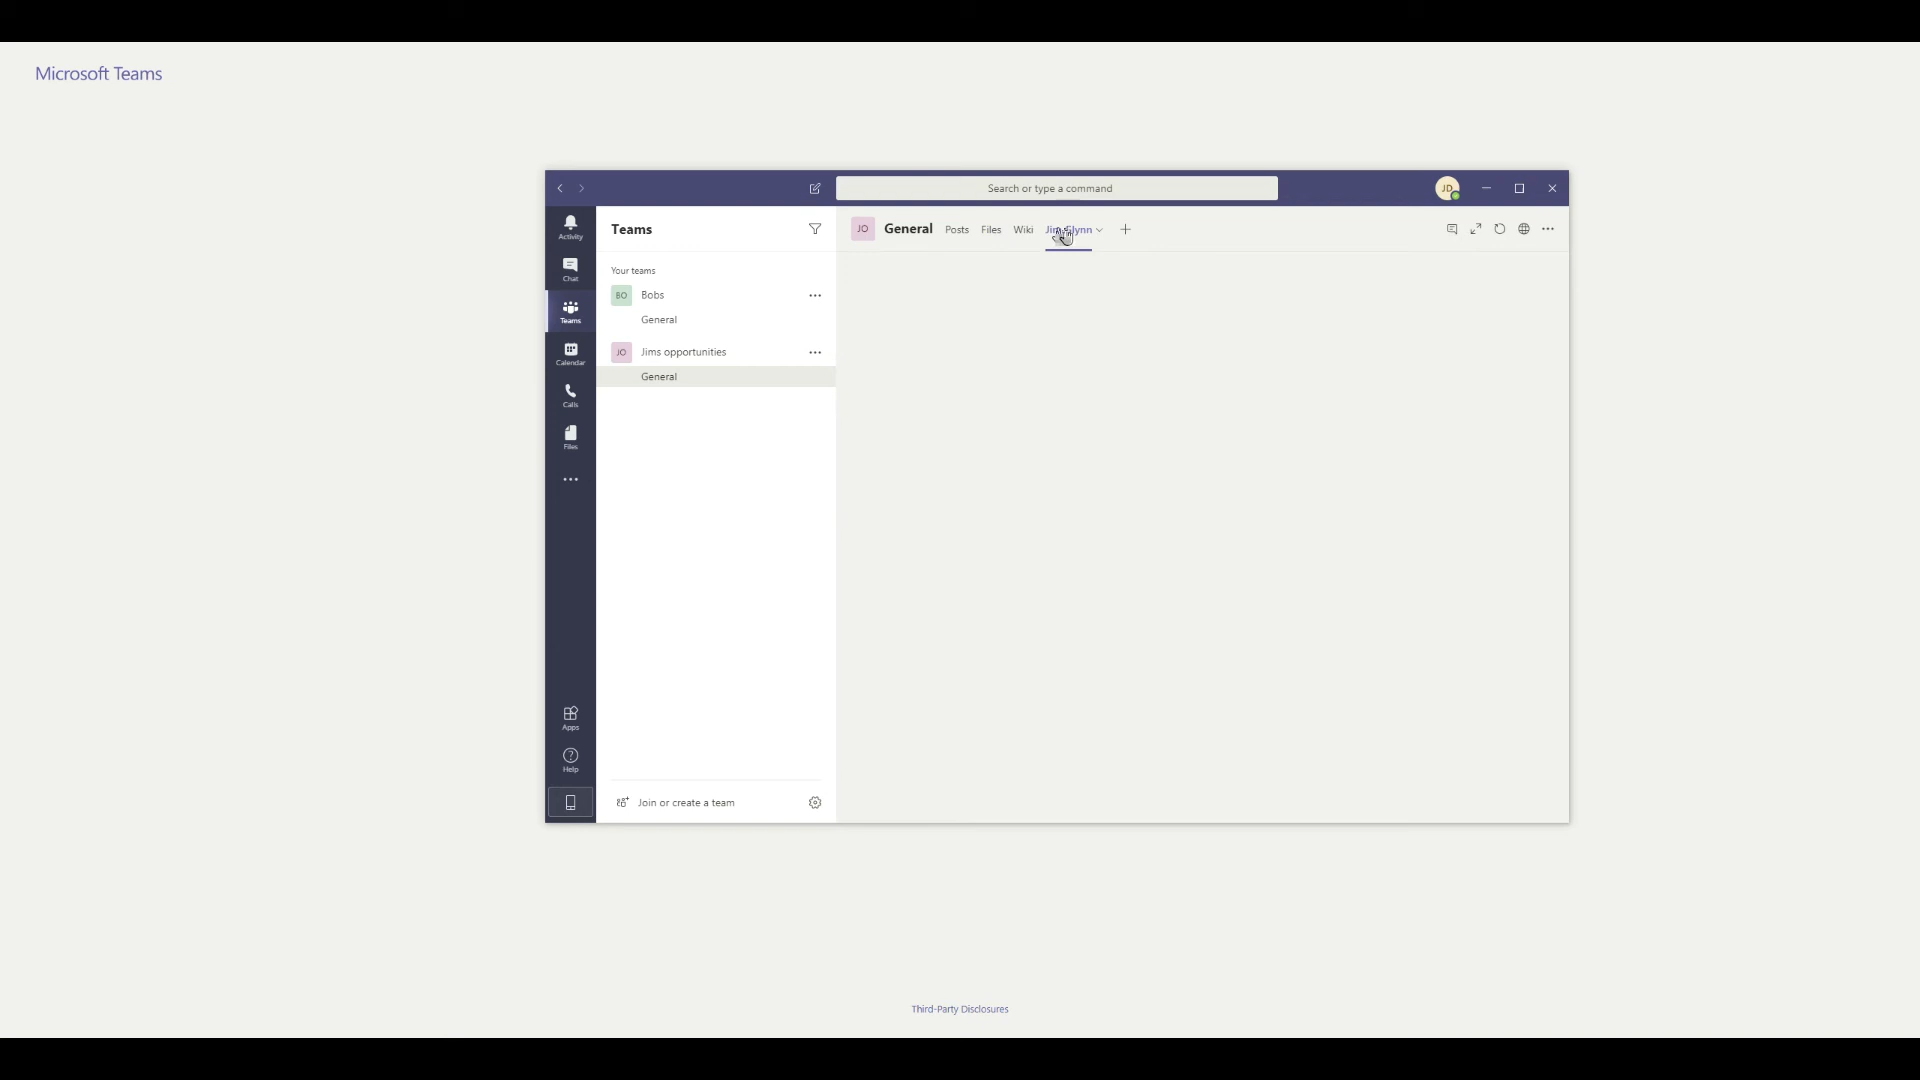 Microsoft Teams
Search or type a command
JD
Activity
Chat
Teams
Calendar
Calls
Files
Apps
Help
Teams
Your teams
BO Bobs
General
JO Jims opportunities
General
Join or create a team
JO General Posts Files Wiki
Third-Party Disclosures